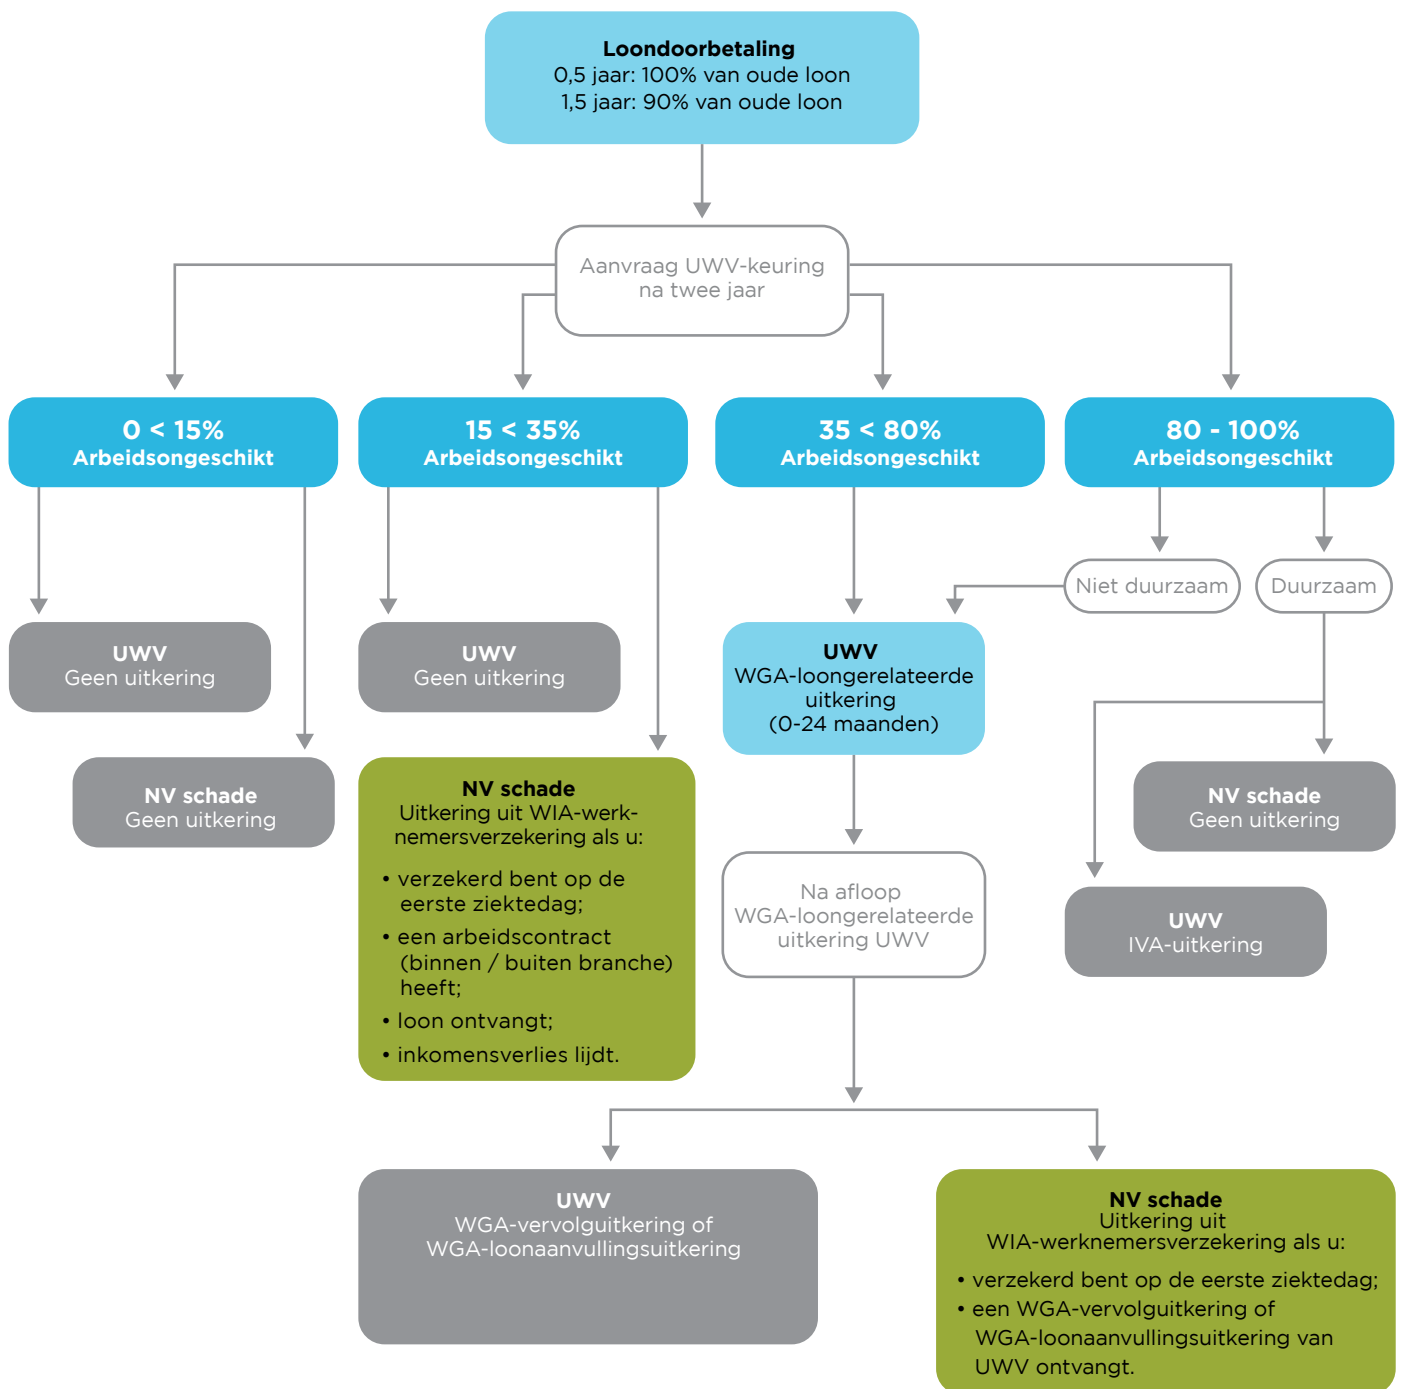 Loondoorbetaling
0,5 jaar: 100% van oude loon
1,5 jaar: 90% van oude loon
Aanvraag UWV-keuring
na twee jaar
0 < 15%
Arbeidsongeschikt
15 < 35%
Arbeidsongeschikt
35 < 80%
Arbeidsongeschikt
80 - 100%
Arbeidsongeschikt
Niet duurzaam
Duurzaam
UWV
Geen uitkering
UWV
Geen uitkering
UWV
WGA-loongerelateerde
uitkering
(0-24 maanden)
NV schade
Geen uitkering
NV schade
Uitkering uit WIA-werk-
nemersverzekering als u:
• verzekerd bent op de
eerste ziektedag;
• een arbeidscontract
(binnen / buiten branche)
heeft;
• loon ontvangt;
• inkomensverlies lijdt.
NV schade
Geen uitkering
Na afloop
WGA-loongerelateerde
uitkering UWV
UWV
IVA-uitkering
UWV
WGA-vervolguitkering of
WGA-loonaanvullingsuitkering
NV schade
Uitkering uit
WIA-werknemersverzekering als u:
• verzekerd bent op de eerste ziektedag;
• een WGA-vervolguitkering of
WGA-loonaanvullingsuitkering van
UWV ontvangt.